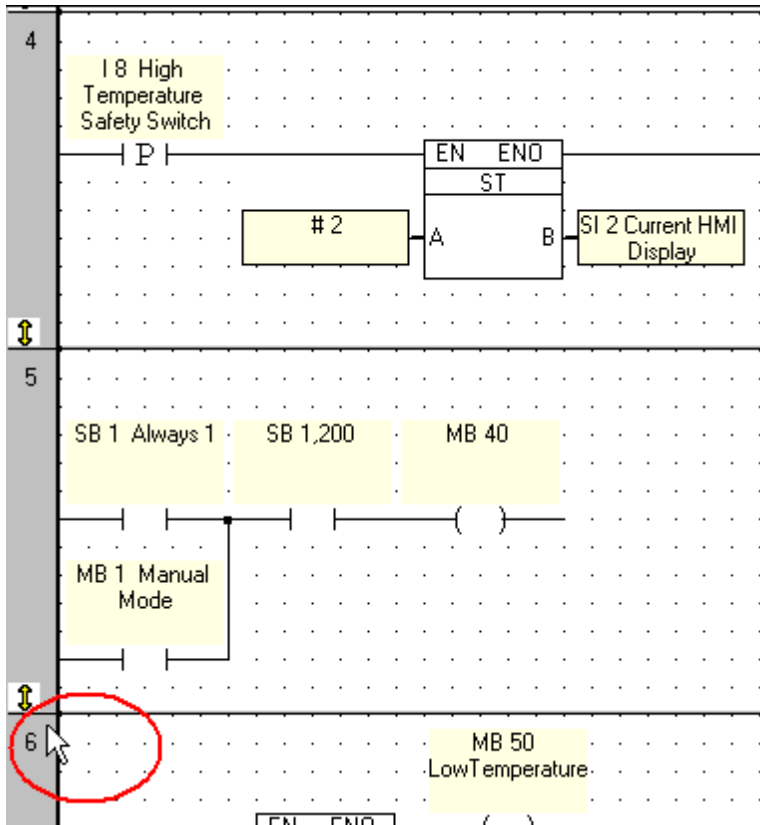 4
I 8 High
Temperature
Safety Switch
P
EN ENO
ST
# 2
A
B
SI 2 Current HMI
Display
5
SB 1 Always 1
SB 1,200
MB 40
MB 1 Manual
Mode
6
MB 50
LowTemperature
EN ENO